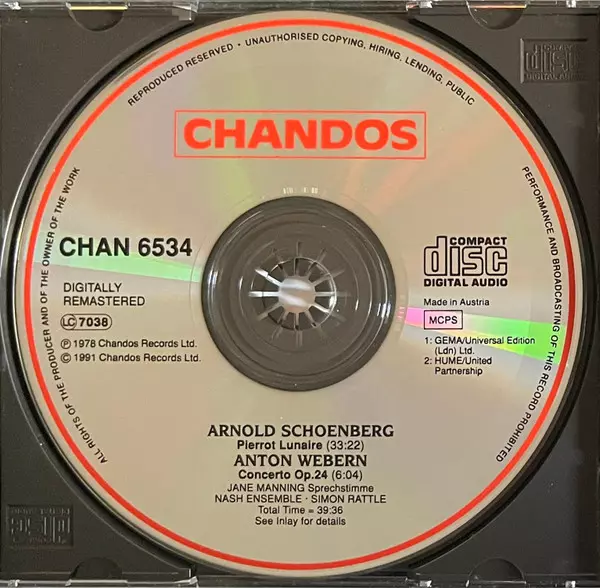 REPRODUCED RESERVED • UNAUTHORISED COPYING, HIRING, LENDING, PUBLIC
PERFORMANCE AND BROADCASTING OF THIS RECORD PROHIBITED
ALL RIGHTS OF THE PRODUCER AND OF THE OWNER OF THE WORK
CHANDOS
CHAN 6534
DIGITALLY
REMASTERED
LC 7038
Ⓟ 1978 Chandos Records Ltd.
© 1991 Chandos Records Ltd.
COMPACT
disc
DIGITAL AUDIO
Made in Austria
MCPS
1: GEMA/Universal Edition
(Ldn) Ltd.
2: HUME/United
Partnership
ARNOLD SCHOENBERG
Pierrot Lunaire (33:22)
ANTON WEBERN
Concerto Op.24 (6:04)
JANE MANNING Sprechstimme
NASH ENSEMBLE · SIMON RATTLE
Total Time = 39:36
See Inlay for details